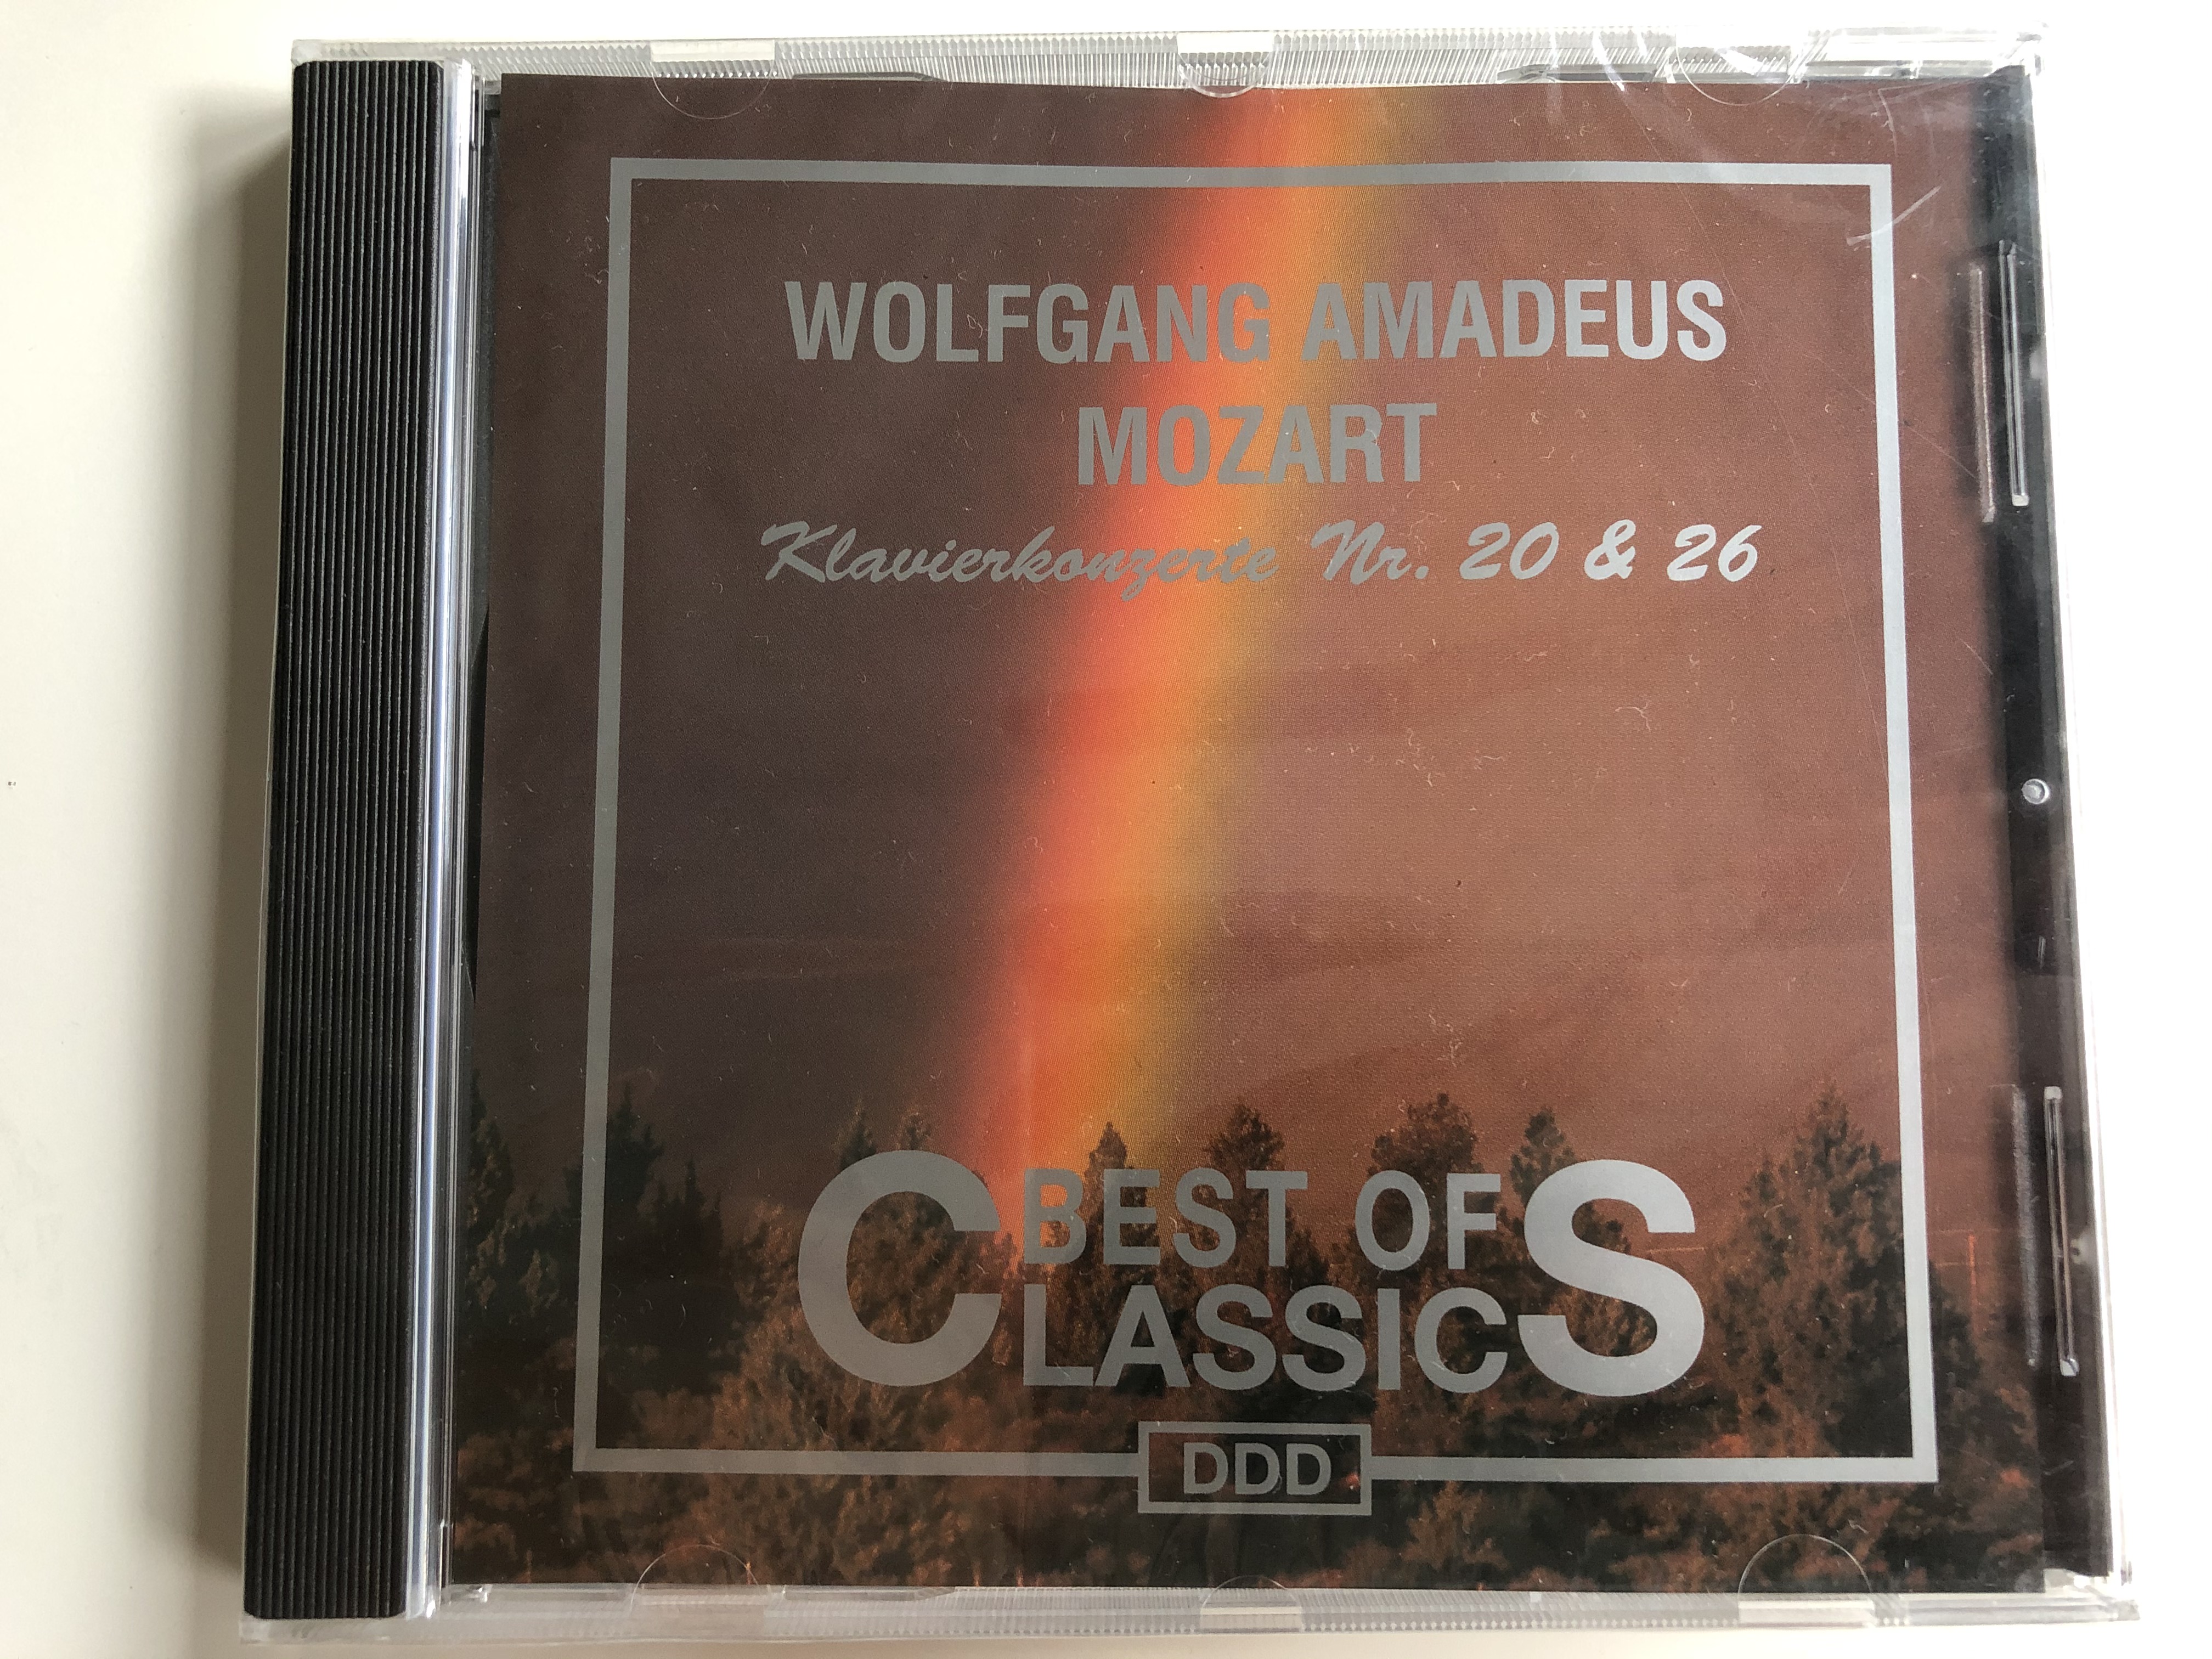 WOLFGANG AMADEUS
MOZART
Klavierkonzerte Nr. 20 & 26
BEST OF
CLASSICS
DDD